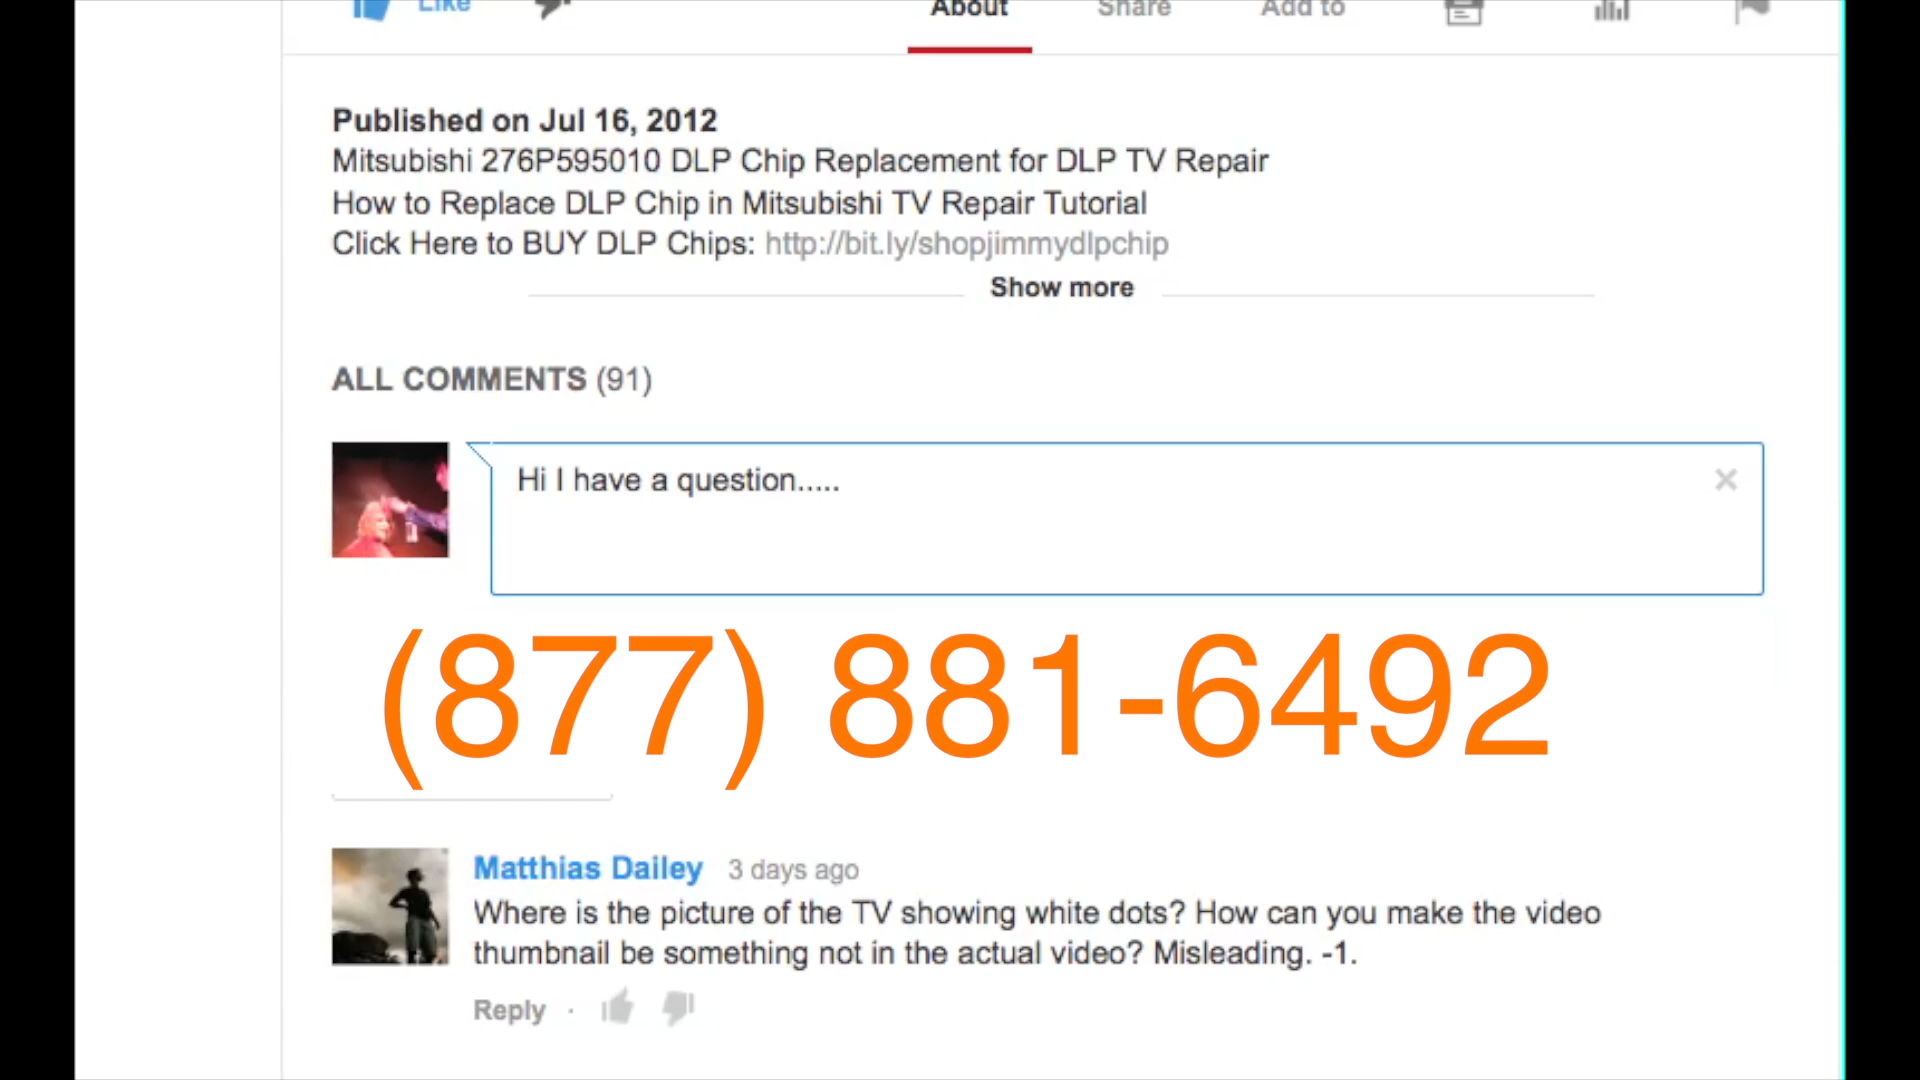 Like
About
Share
Add to
Published on Jul 16, 2012
Mitsubishi 276P595010 DLP Chip Replacement for DLP TV Repair
How to Replace DLP Chip in Mitsubishi TV Repair Tutorial
Click Here to BUY DLP Chips: http://bit.ly/shopjimmydlpchip
Show more
ALL COMMENTS (91)
Hi I have a question.....
(877) 881-6492
Matthias Dailey 3 days ago
Where is the picture of the TV showing white dots? How can you make the video
thumbnail be something not in the actual video? Misleading. -1.
Reply ·